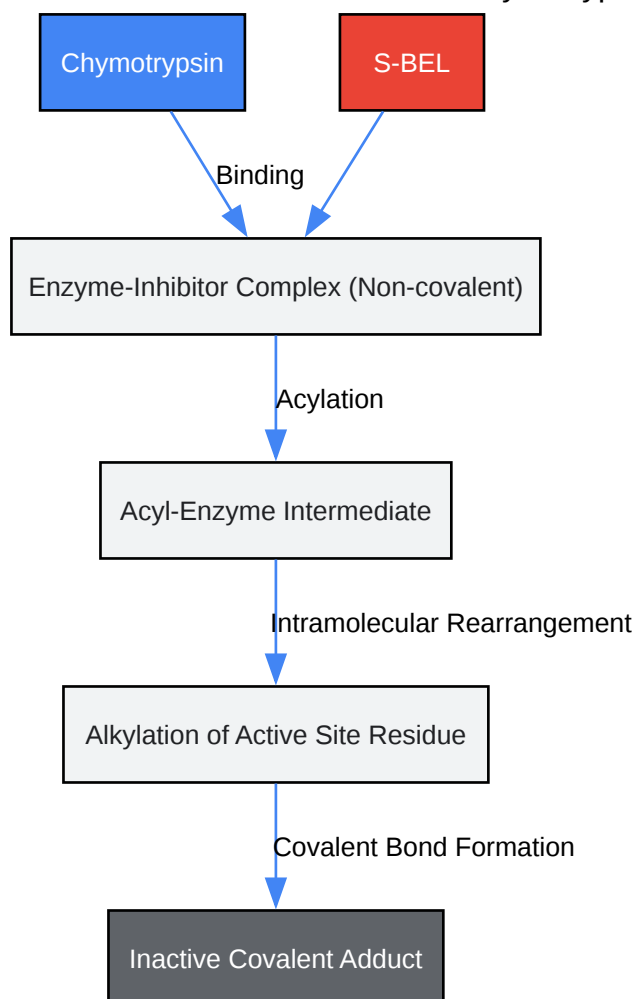 Chymotrypsin
S-BEL
Binding
Enzyme-Inhibitor Complex (Non-covalent)
Acylation
Acyl-Enzyme Intermediate
Intramolecular Rearrangement
Alkylation of Active Site Residue
Covalent Bond Formation
Inactive Covalent Adduct